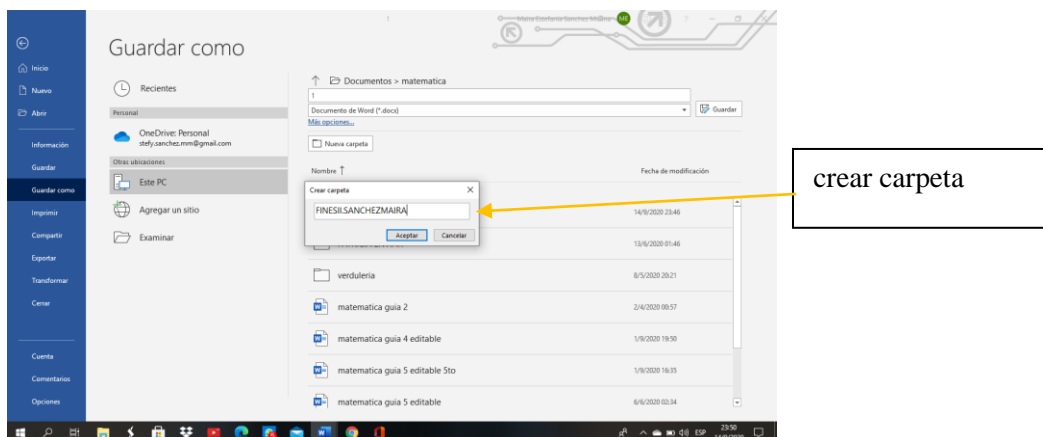 Maira Estefania Sanchez
Guardar como
Inicio
Nuevo
Abrir
Información
Guardar
Guardar como
Imprimir
Compartir
Exportar
Transformar
Cerrar
Cuenta
Comentarios
Opciones
Recientes
Personal
OneDrive: Personal
stefy.sanchez.mm@gmail.com
Otras ubicaciones
Este PC
Agregar un sitio
Examinar
Documentos > matematica
1
Documento de Word (*.docx)
Guardar
Más opciones...
Nueva carpeta
Nombre ↑ Fecha de modificación
Crear carpeta
FINESII.SANCHEZMAIRA
Aceptar Cancelar
14/9/2020 23:46
13/6/2020 01:46
verduleria 8/5/2020 20:21
matematica guia 2 2/4/2020 00:57
matematica guia 4 editable 1/9/2020 19:50
matematica guia 5 editable 5to 1/9/2020 16:35
matematica guia 5 editable 6/6/2020 02:34
ESP 23:50
crear carpeta